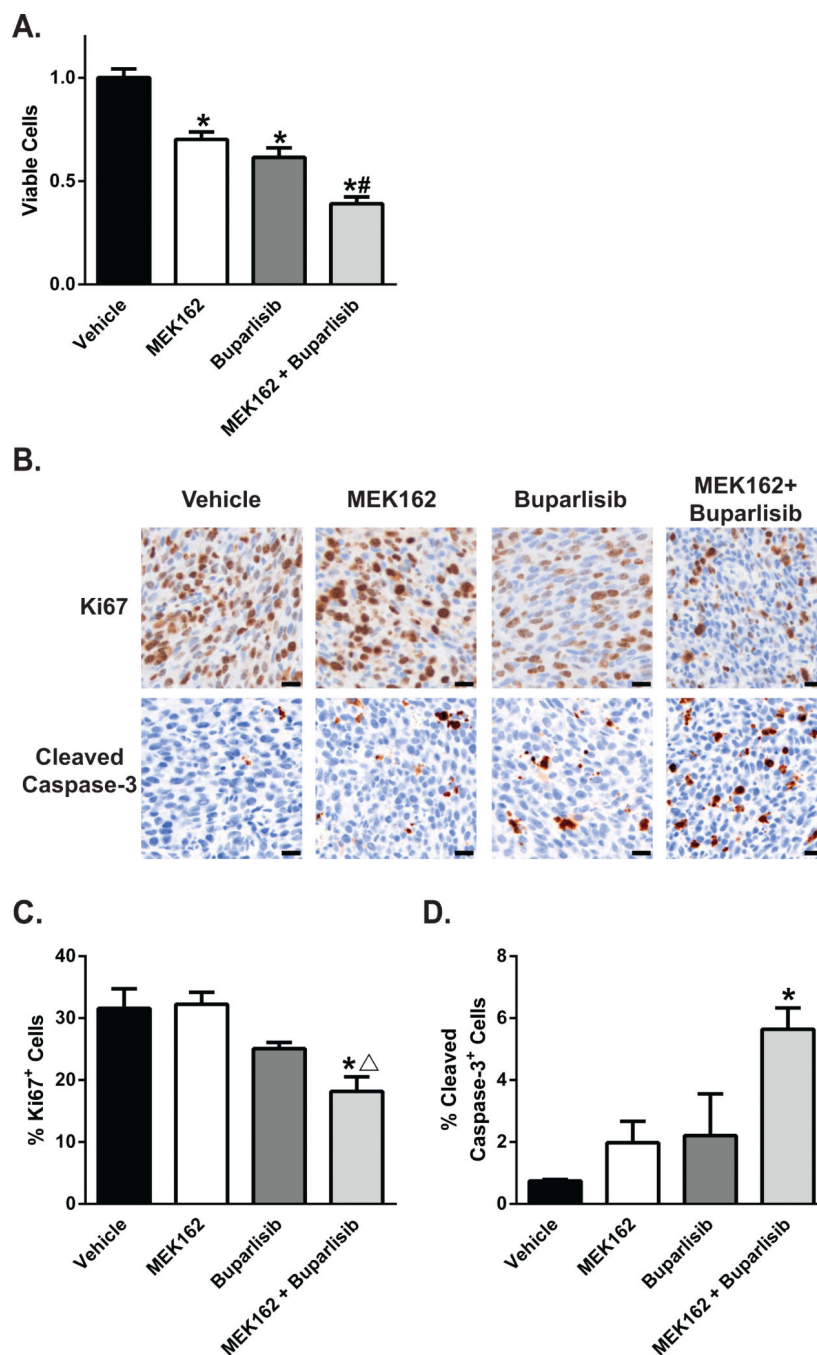 A.
Viable Cells
1.0
0.5
0.0
*
*
*#
Vehicle
MEK162
Buparlisib
MEK162 + Buparlisib
B.
Vehicle
MEK162
Buparlisib
MEK162+
Buparlisib
Ki67
Cleaved
Caspase-3
C.
% Ki67+ Cells
40
30
20
10
0
*△
Vehicle
MEK162
Buparlisib
MEK162 + Buparlisib
D.
% Cleaved
Caspase-3+ Cells
8
6
4
2
0
*
Vehicle
MEK162
Buparlisib
MEK162 + Buparlisib